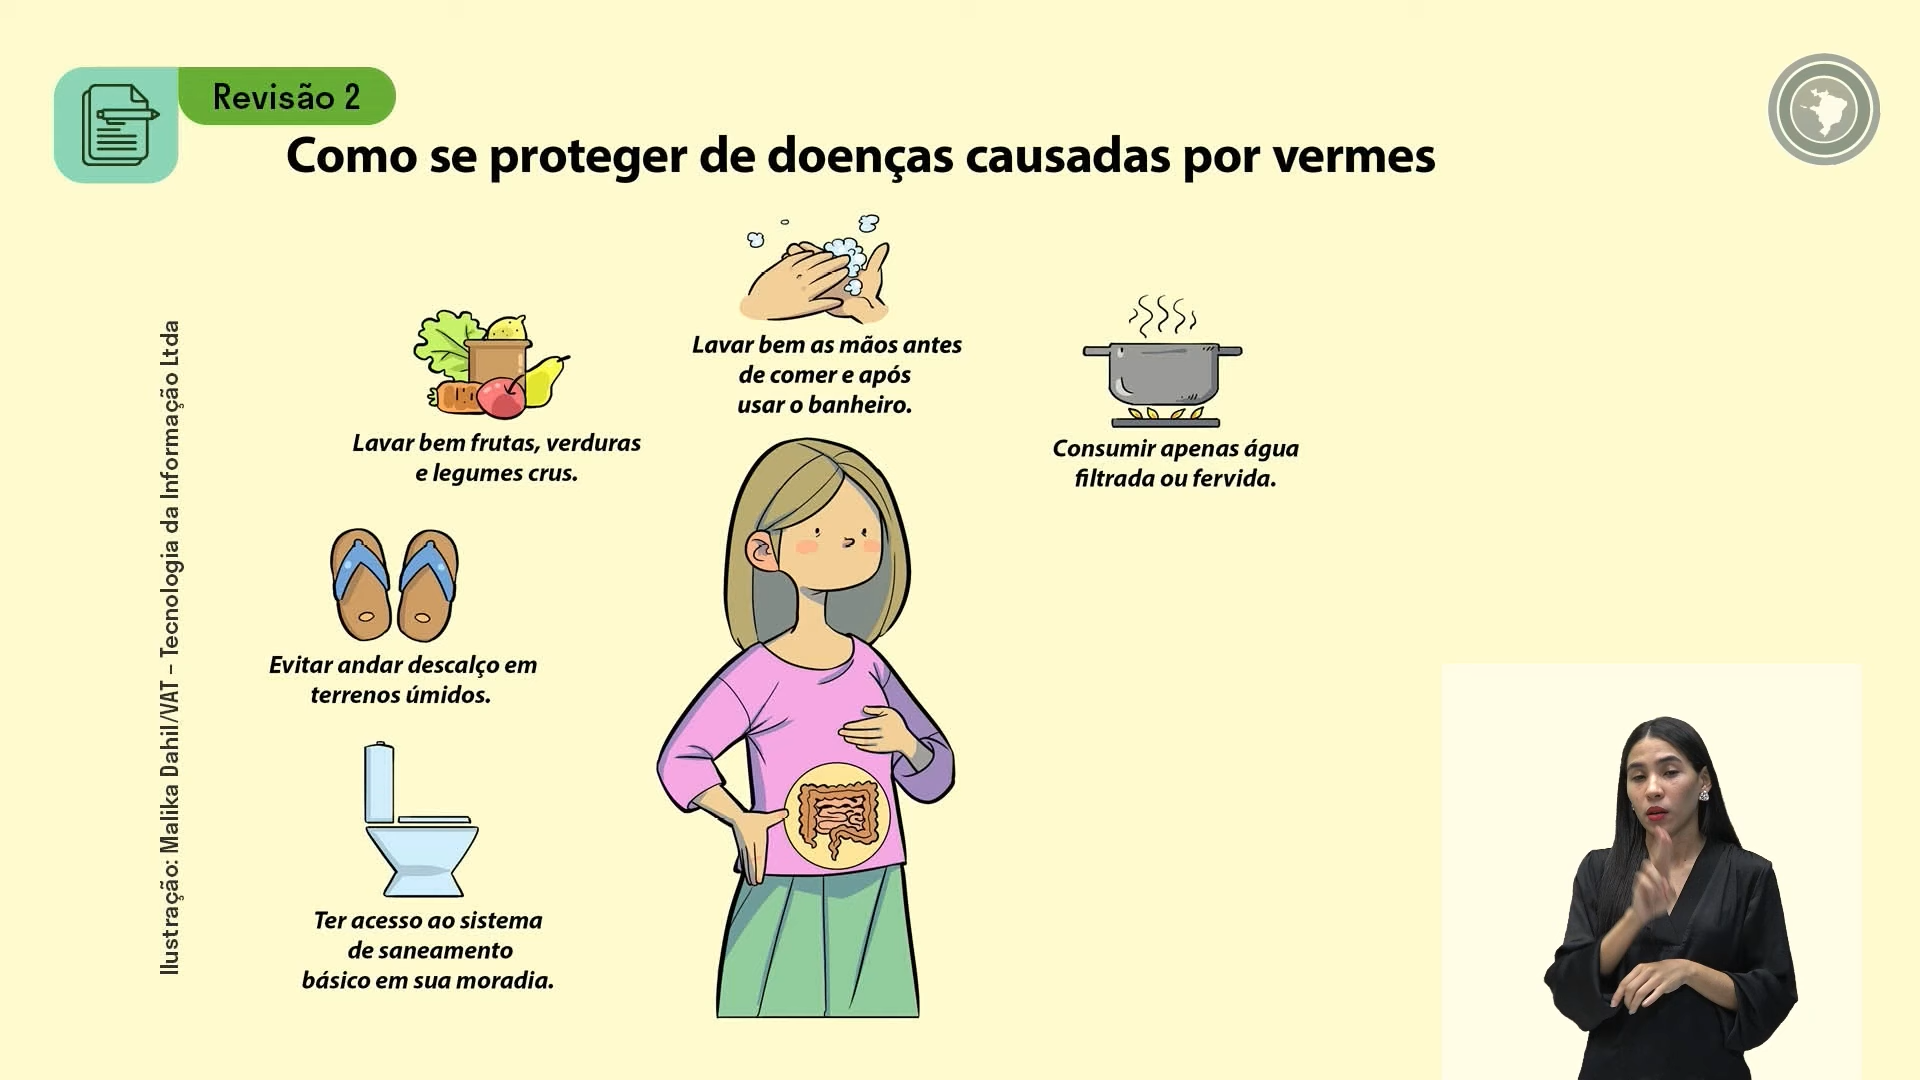 Revisão 2
Como se proteger de doenças causadas por vermes
Lavar bem as mãos antes
de comer e após
usar o banheiro.
Lavar bem frutas, verduras
e legumes crus.
Consumir apenas água
filtrada ou fervida.
Evitar andar descalço em
terrenos úmidos.
Ter acesso ao sistema
de saneamento
básico em sua moradia.
Ilustração: Malika Dahil/VAT – Tecnologia da Informação Ltda